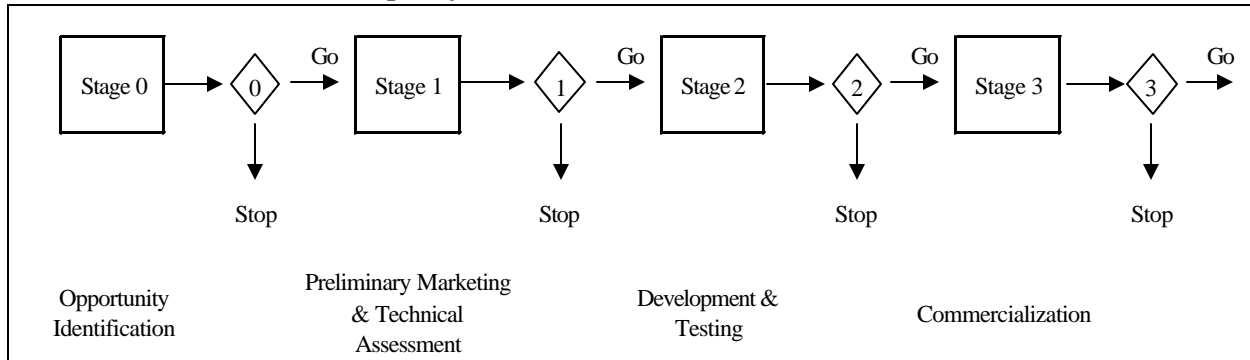 Go
Go
Go
Go
Stage 0
0
Stage 1
1
Stage 2
2
Stage 3
3
Stop
Stop
Stop
Stop
Opportunity
Identification
Preliminary Marketing
& Technical
Assessment
Development &
Testing
Commercialization